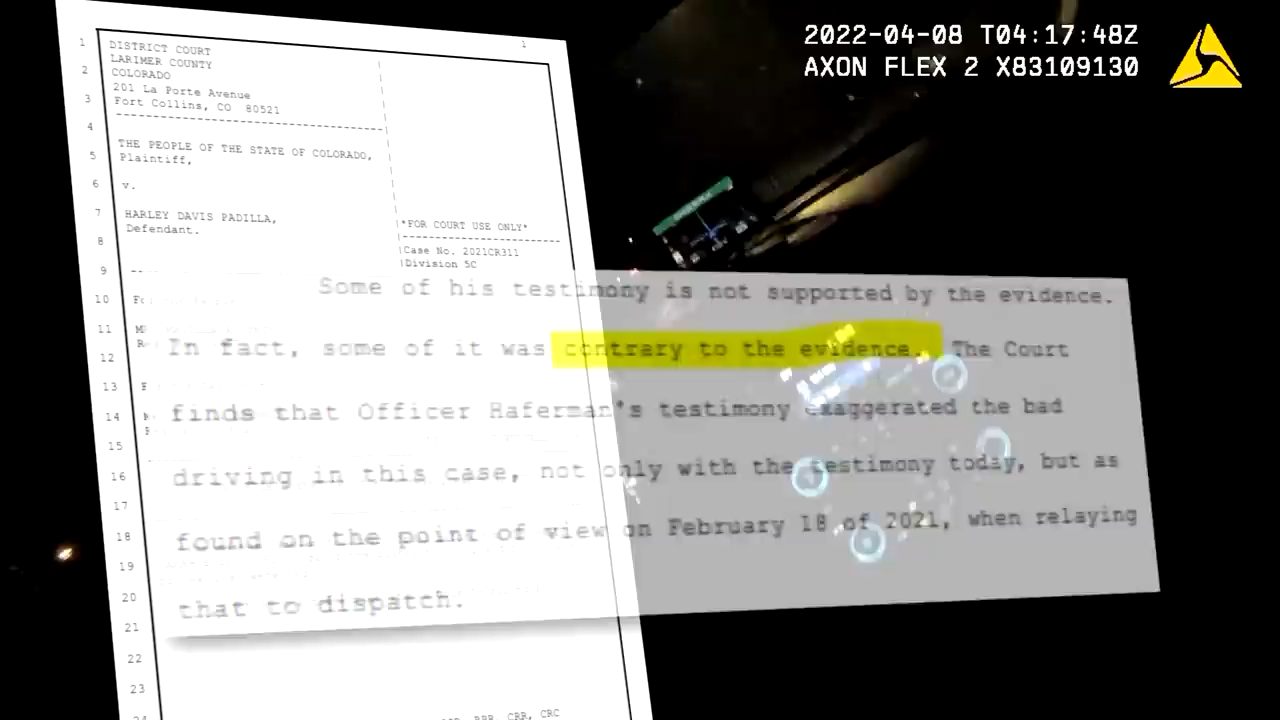 2022-04-08 T04:17:48Z
AXON FLEX 2 X83109130
1
1 DISTRICT COURT
2 LARIMER COUNTY
COLORADO
3 201 La Porte Avenue
Fort Collins, CO 80521
4
5 THE PEOPLE OF THE STATE OF COLORADO,
Plaintiff,
6 v.
7 HARLEY DAVIS PADILLA,
8 Defendant.
*FOR COURT USE ONLY*
Case No. 2021CR311
Division 5C
9
10
11
12
13
14
15
16
17
18
19
20
21
22
23
24
Some of his testimony is not supported by the evidence.
In fact, some of it was contrary to the evidence. The Court
finds that Officer Haferman's testimony exaggerated the bad
driving in this case, not only with the testimony today, but as
found on the point of view on February 18 of 2021, when relaying
that to dispatch.
RPR, CRR, CRC